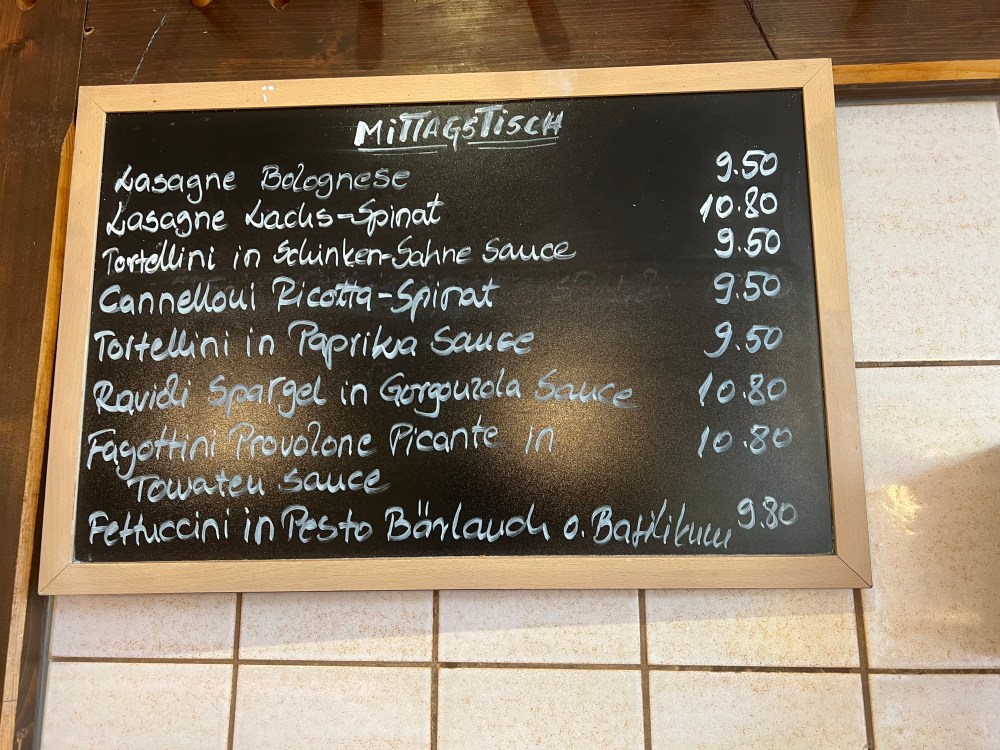 MITTAGSTISCH
Lasagne Bolognese 9.50
Lasagne Lachs-Spinat 10.80
Tortellini in Schinken-Sahne Sauce 9.50
Cannelloni Ricotta-Spinat 9.50
Tortellini in Paprika Sauce 9.50
Ravioli Spargel in Gorgonzola Sauce 10.80
Fagottini Provolone Picante in 10.80
Tomaten Sauce
Fettuccini in Pesto Bärlauch o. Basilikum 9.80